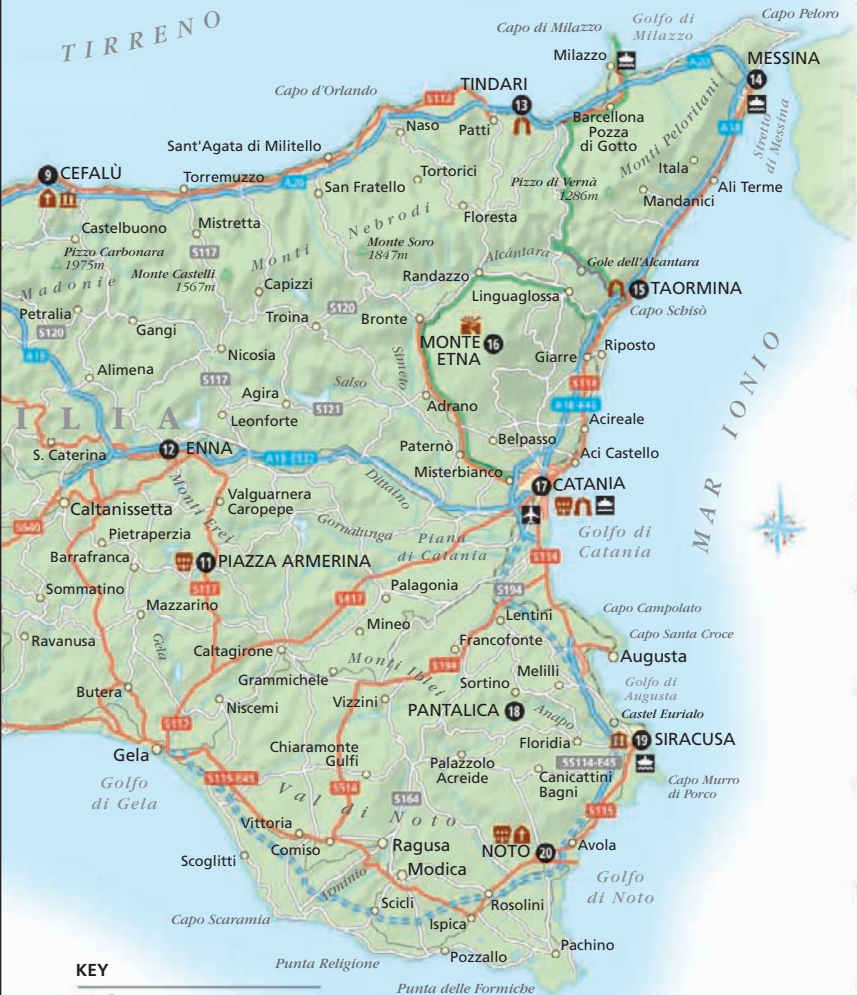 TIRRENO
Capo di Milazzo
Golfo di
Milazzo
Capo Peloro
Milazzo
A20
MESSINA
14
Capo d'Orlando
TINDARI
S113
13
Naso
Patti
Barcellona
Pozza
di Gotto
Monti Peloritani
A18
Stretto
di Messina
Sant'Agata di Militello
9
CEFALÙ
Torremuzzo
A20
Tortorici
San Fratello
Pizzo di Vernà
1286m
Itala
Ali Terme
Mandanici
Castelbuono
Mistretta
Nebrodi
Floresta
Pizzo Carbonara
1975m
S117
Monti
Monte Soro
1847m
Alcántara
Gole dell'Alcantara
Madonie
Monte Castelli
1567m
Capizzi
Randazzo
Linguaglossa
15
TAORMINA
Capo Schisò
Petralia
S120
Gangi
Troina
S120
Bronte
A19
MONTE
ETNA
16
Riposto
Giarre
Nicosia
Simeto
Alimena
S117
Salso
S114
Agira
S121
Adrano
A18-E45
MAR IONIO
ILIA
Leonforte
Acireale
12
ENNA
Paternò
Belpasso
Aci Castello
S. Caterina
A19-E932
Misterbianco
Dittaino
17
CATANIA
Caltanissetta
Monti Erei
Valguarnera
Caropepe
S640
Pietraperzia
Gornalunga
Piana
di Catania
Golfo di
Catania
Barrafranca
11
PIAZZA ARMERINA
S114
Sommatino
S117
S417
Palagonia
S194
Mazzarino
Lentini
Capo Campolato
Mineo
Capo Santa Croce
Ravanusa
Gela
Caltagirone
Francofonte
Augusta
Grammichele
Monti Iblei
S194
Melilli
Golfo di
Augusta
Butera
Sortino
Niscemi
Vizzini
PANTALICA
18
Anapo
Castel Eurialo
S117
Floridia
19
SIRACUSA
Gela
Chiaramonte
Gulfi
Palazzolo
Acreide
SS114-E45
Golfo
di Gela
S115-E45
Canicattini
Bagni
Capo Murro
di Porco
S514
S164
S115
Val di Noto
Vittoria
Comiso
Ragusa
NOTO
20
Avola
Scoglitti
Modica
Golfo
di Noto
Arminio
Scicli
Rosolini
Capo Scaramia
Ispica
Pachino
Punta Religione
Pozzallo
KEY
Punta delle Formiche